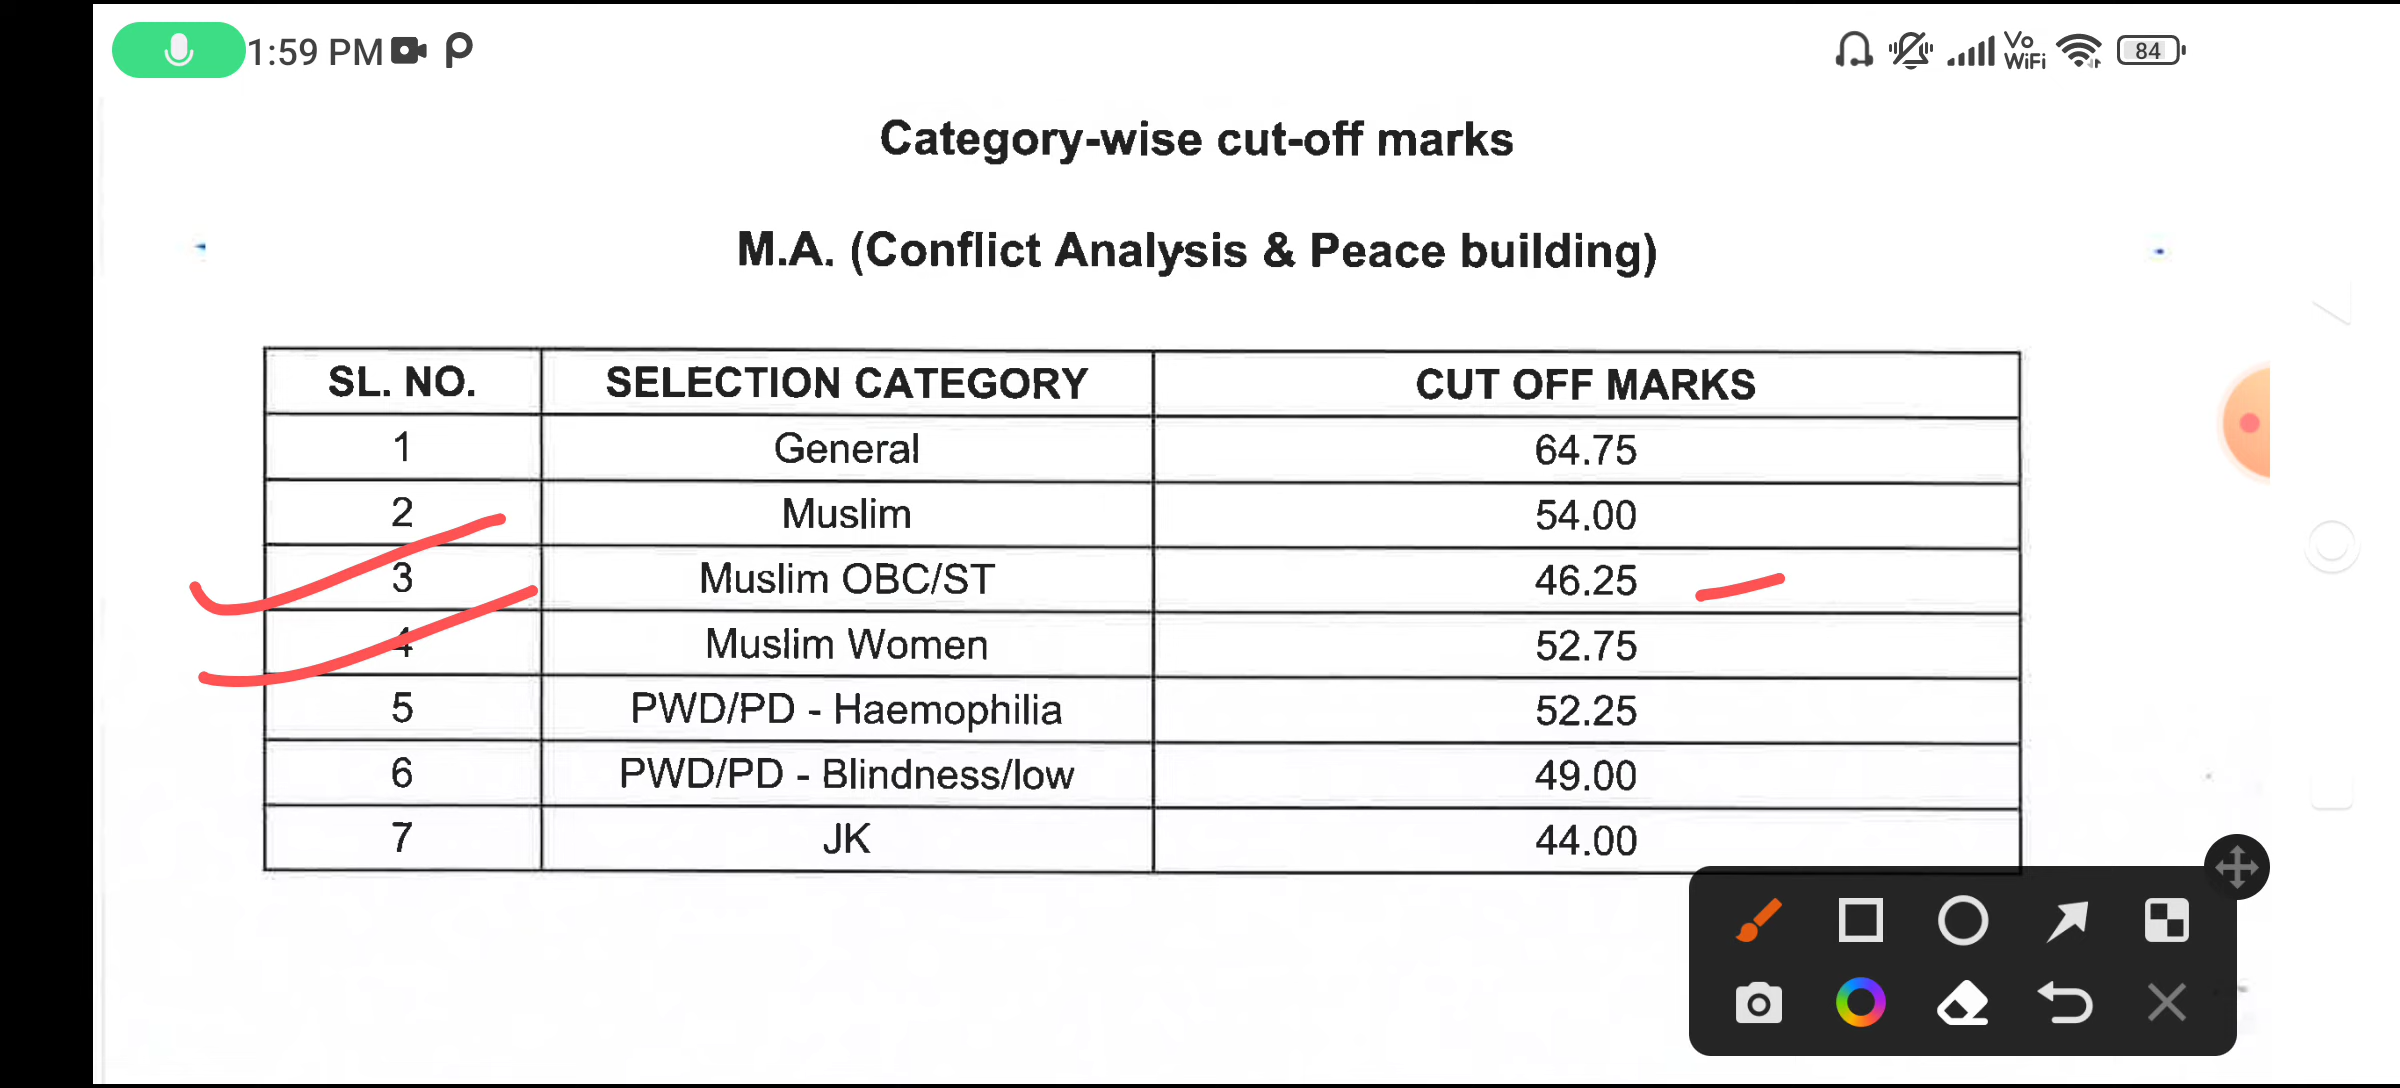 1:59 PM
Vo
WiFi
84
Category-wise cut-off marks
M.A. (Conflict Analysis & Peace building)
SL. NO. SELECTION CATEGORY CUT OFF MARKS
1 General 64.75
2 Muslim 54.00
3 Muslim OBC/ST 46.25
4 Muslim Women 52.75
5 PWD/PD - Haemophilia 52.25
6 PWD/PD - Blindness/low 49.00
7 JK 44.00